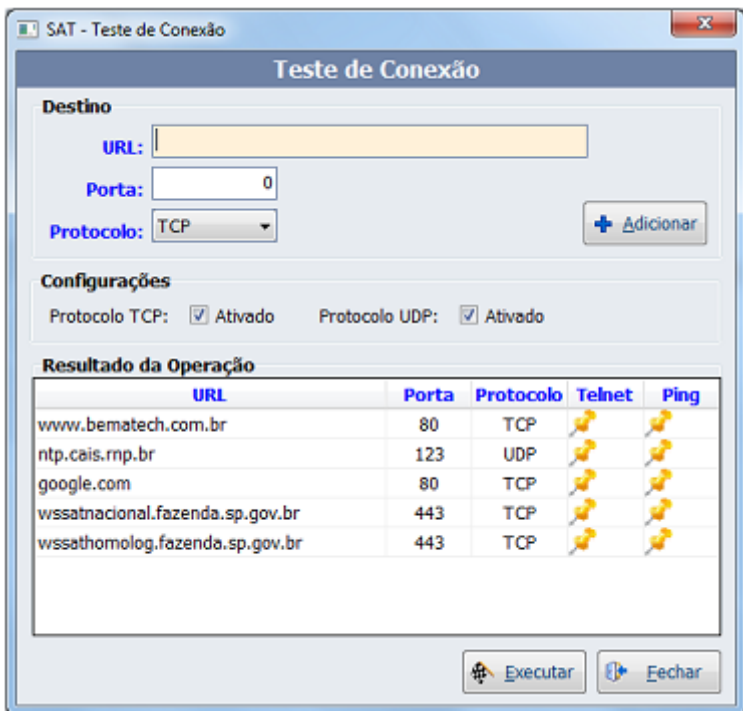 SAT - Teste de Conexão
Teste de Conexão
Destino
URL:
Porta: 0
Protocolo: TCP
Adicionar
Configurações
Protocolo TCP: Ativado Protocolo UDP: Ativado
Resultado da Operação
URL Porta Protocolo Telnet Ping
www.bematech.com.br 80 TCP
ntp.cais.rnp.br 123 UDP
google.com 80 TCP
wssatnacional.fazenda.sp.gov.br 443 TCP
wssathomolog.fazenda.sp.gov.br 443 TCP
Executar Fechar